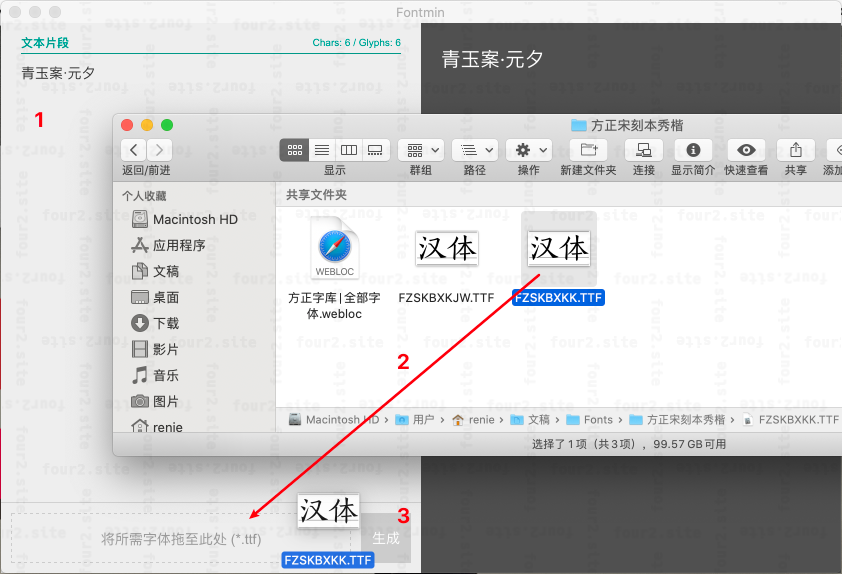 Fontmin
文本片段
Chars: 6 / Glyphs: 6
青玉案·元夕
青玉案·元夕
1
方正宋刻本秀楷
返回/前进
显示
群组
路径
操作
新建文件夹
连接
显示简介
快速查看
共享
添加
个人收藏
Macintosh HD
应用程序
文稿
桌面
下载
影片
音乐
图片
renie
共享文件夹
WEBLOC
方正字库|全部字
体.webloc
汉体
FZSKBXKJW.TTF
汉体
FZSKBXKK.TTF
2
Macintosh HD › 用户 › renie › 文稿 › Fonts › 方正宋刻本秀楷 › FZSKBXKK.TTF
选择了 1 项（共 3 项）, 99.57 GB 可用
汉体
3
将所需字体拖至此处 (*.ttf)
生成
FZSKBXKK.TTF
four2.site